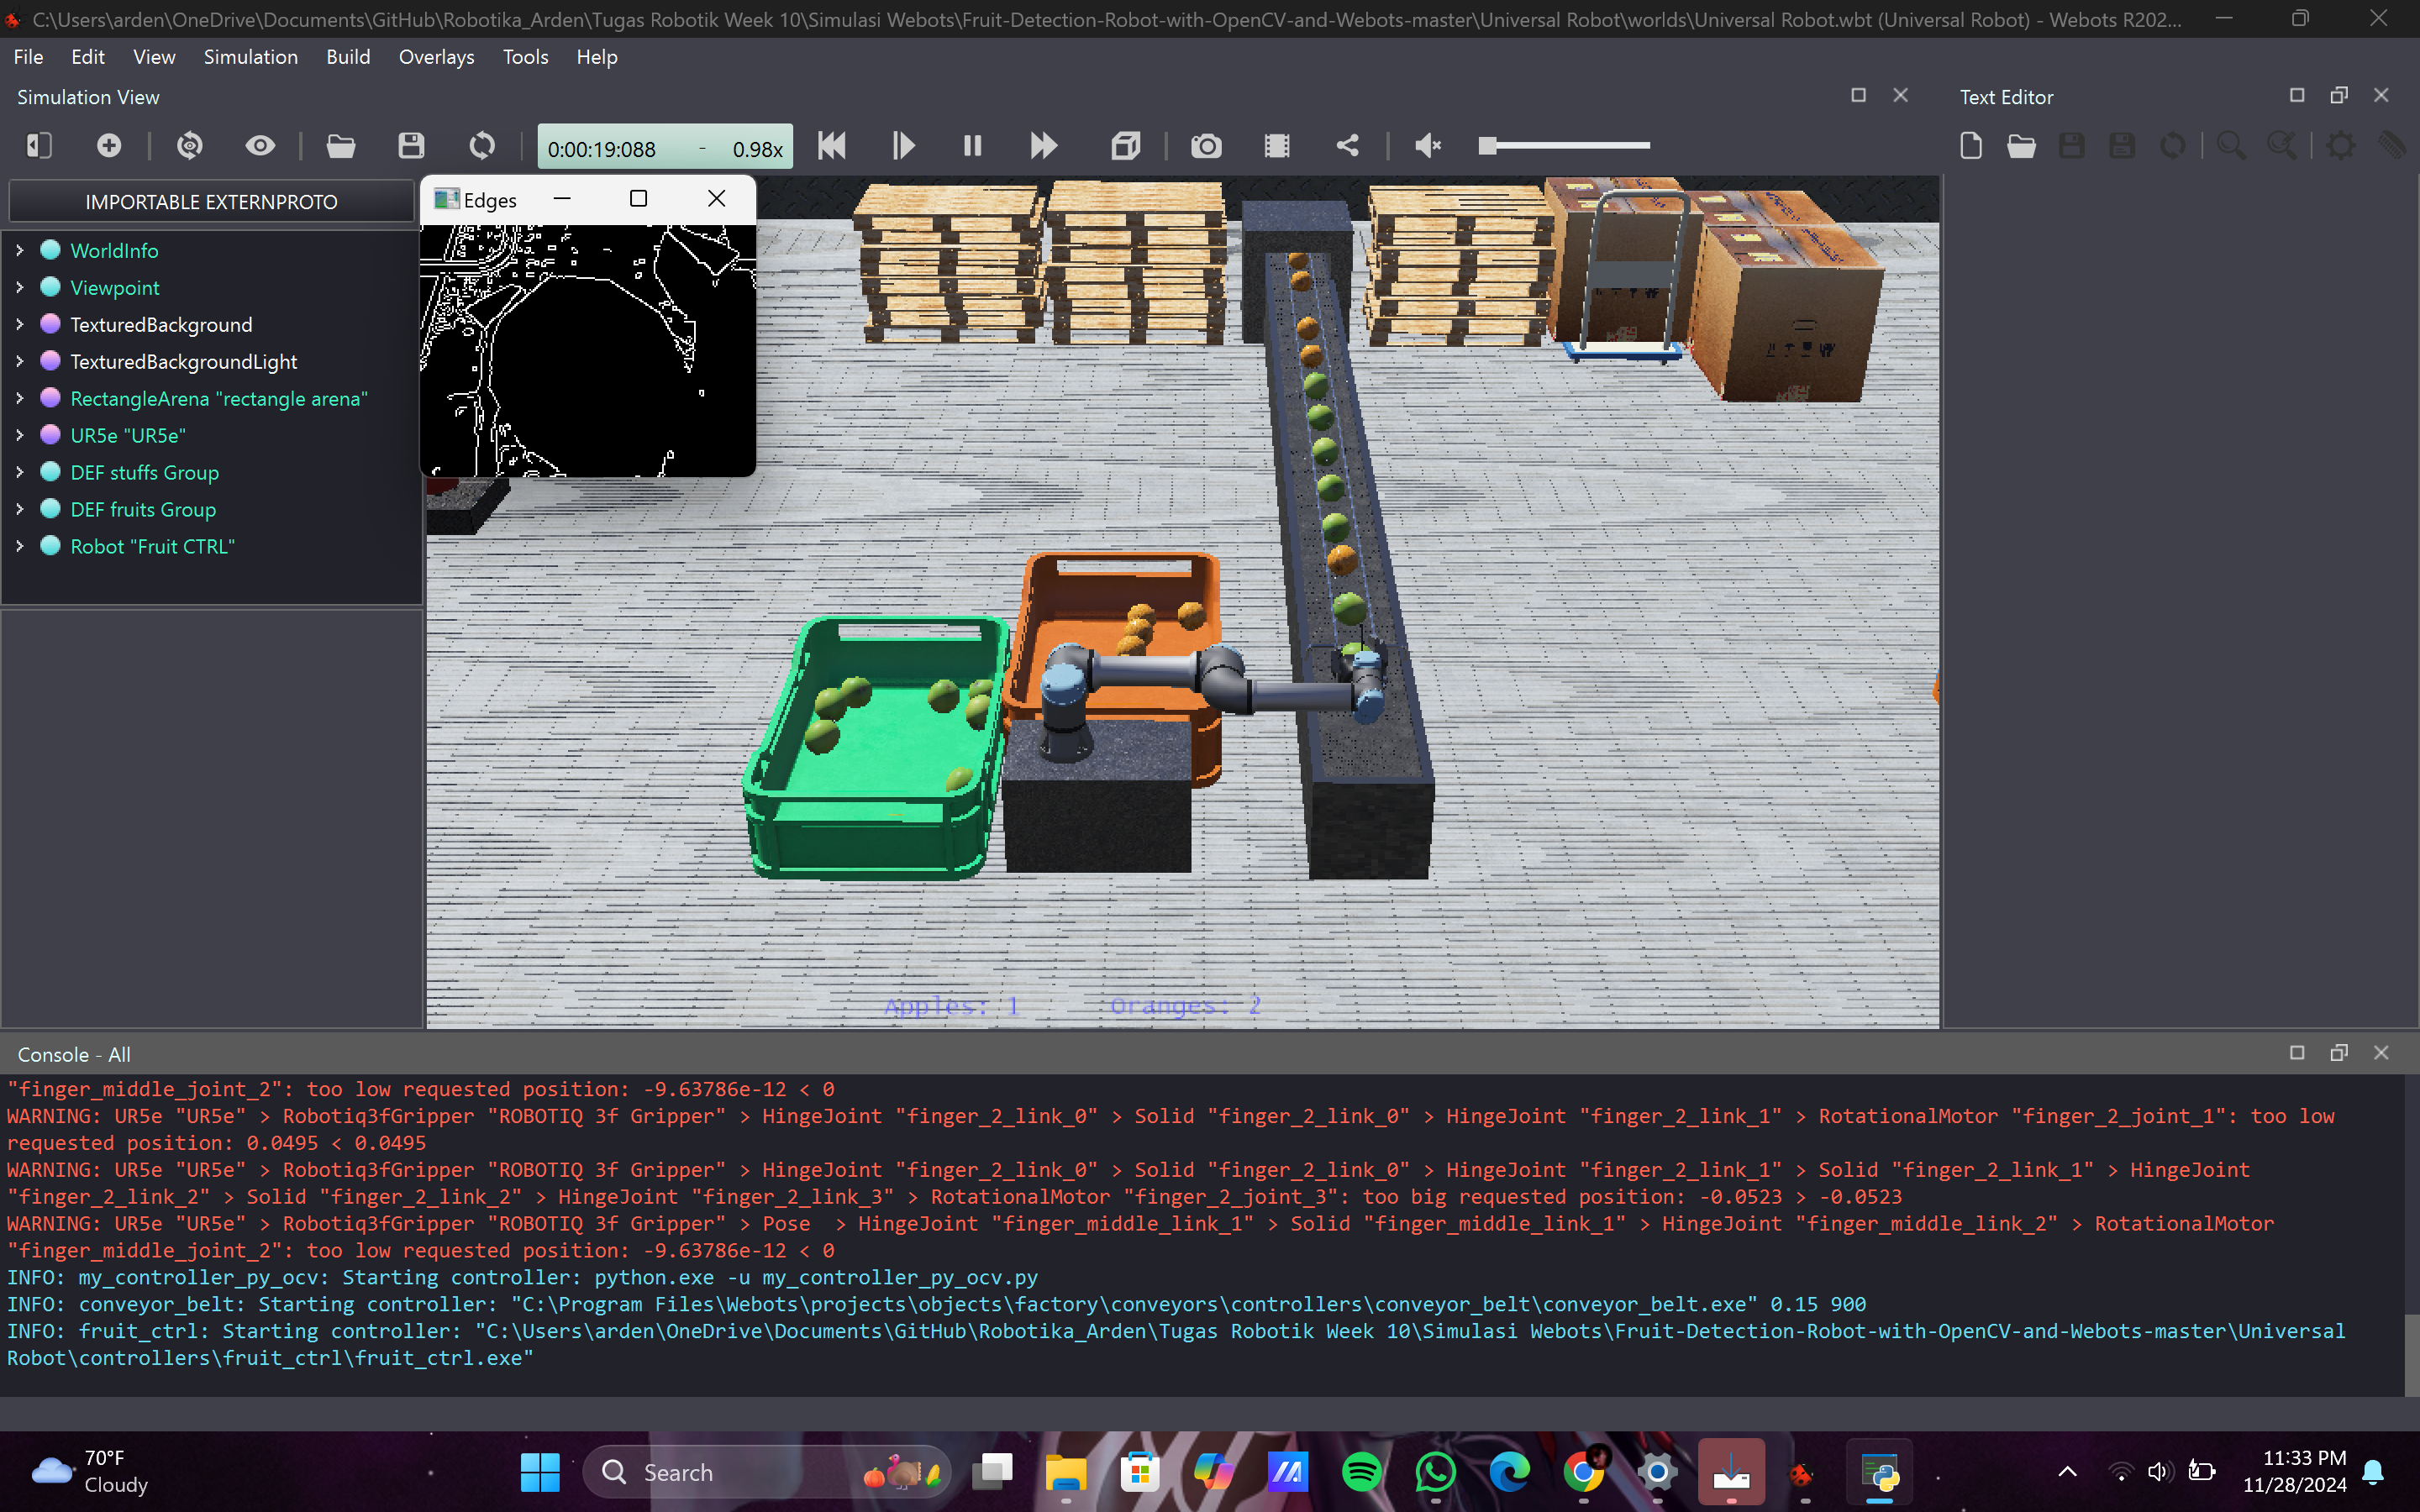 C:\Users\arden\OneDrive\Documents\GitHub\Robotika_Arden\Tugas Robotik Week 10\Simulasi Webots\Fruit-Detection-Robot-with-OpenCV-and-Webots-master\Universal Robot\worlds\Universal Robot.wbt (Universal Robot) - Webots R202...
File Edit View Simulation Build Overlays Tools Help
Simulation View
Text Editor
0:00:19:088 - 0.98x
IMPORTABLE EXTERNPROTO
Edges
WorldInfo
Viewpoint
TexturedBackground
TexturedBackgroundLight
RectangleArena "rectangle arena"
UR5e "UR5e"
DEF stuffs Group
DEF fruits Group
Robot "Fruit CTRL"
Apples: 1 Oranges: 2
Console - All
"finger_middle_joint_2": too low requested position: -9.63786e-12 < 0
WARNING: UR5e "UR5e" > Robotiq3fGripper "ROBOTIQ 3f Gripper" > HingeJoint "finger_2_link_0" > Solid "finger_2_link_0" > HingeJoint "finger_2_link_1" > RotationalMotor "finger_2_joint_1": too low
requested position: 0.0495 < 0.0495
WARNING: UR5e "UR5e" > Robotiq3fGripper "ROBOTIQ 3f Gripper" > HingeJoint "finger_2_link_0" > Solid "finger_2_link_0" > HingeJoint "finger_2_link_1" > Solid "finger_2_link_1" > HingeJoint
"finger_2_link_2" > Solid "finger_2_link_2" > HingeJoint "finger_2_link_3" > RotationalMotor "finger_2_joint_3": too big requested position: -0.0523 > -0.0523
WARNING: UR5e "UR5e" > Robotiq3fGripper "ROBOTIQ 3f Gripper" > Pose  > HingeJoint "finger_middle_link_1" > Solid "finger_middle_link_1" > HingeJoint "finger_middle_link_2" > RotationalMotor
"finger_middle_joint_2": too low requested position: -9.63786e-12 < 0
INFO: my_controller_py_ocv: Starting controller: python.exe -u my_controller_py_ocv.py
INFO: conveyor_belt: Starting controller: "C:\Program Files\Webots\projects\objects\factory\conveyors\controllers\conveyor_belt\conveyor_belt.exe" 0.15 900
INFO: fruit_ctrl: Starting controller: "C:\Users\arden\OneDrive\Documents\GitHub\Robotika_Arden\Tugas Robotik Week 10\Simulasi Webots\Fruit-Detection-Robot-with-OpenCV-and-Webots-master\Universal
Robot\controllers\fruit_ctrl\fruit_ctrl.exe"
70°F
Cloudy
Search
11:33 PM
11/28/2024